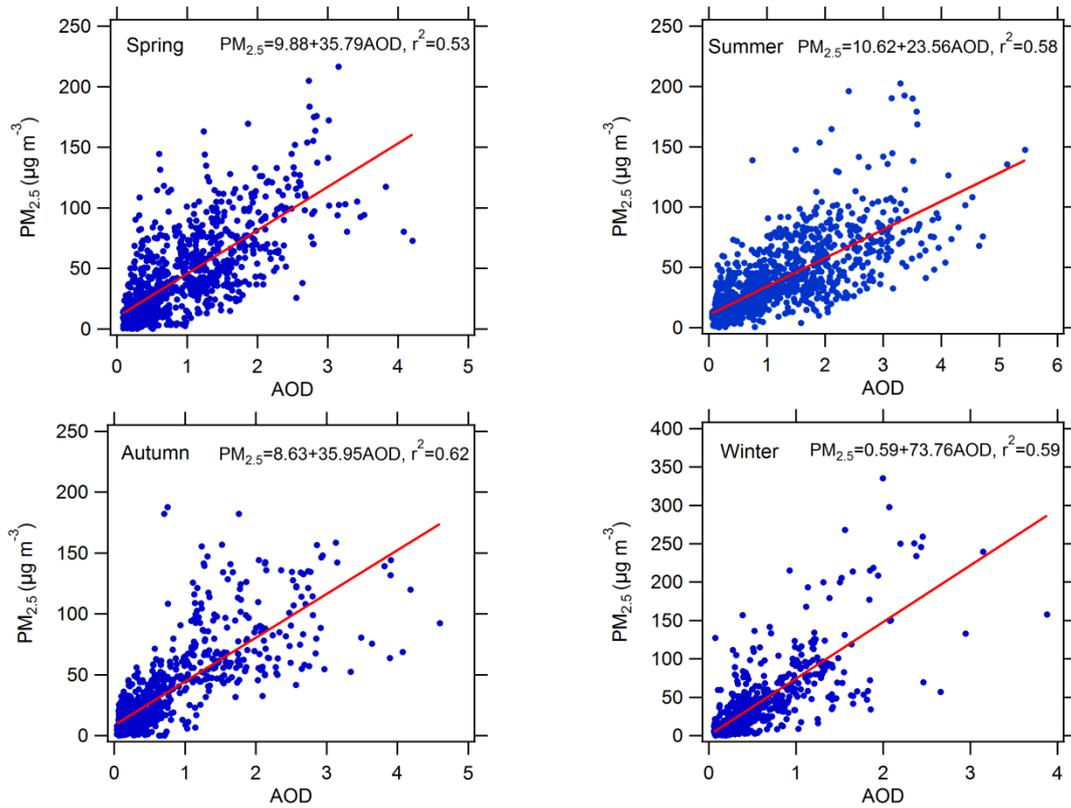 250
Spring PM2.5=9.88+35.79AOD, r²=0.53
200
150
100
50
0
PM2.5 (µg m⁻³)
0 1 2 3 4 5
AOD
250
Summer PM2.5=10.62+23.56AOD, r²=0.58
200
150
100
50
0
PM2.5 (µg m⁻³)
0 1 2 3 4 5 6
AOD
250
Autumn PM2.5=8.63+35.95AOD, r²=0.62
200
150
100
50
0
PM2.5 (µg m⁻³)
0 1 2 3 4 5
AOD
400
Winter PM2.5=0.59+73.76AOD, r²=0.59
350
300
250
200
150
100
50
0
PM2.5 (µg m⁻³)
0 1 2 3 4
AOD